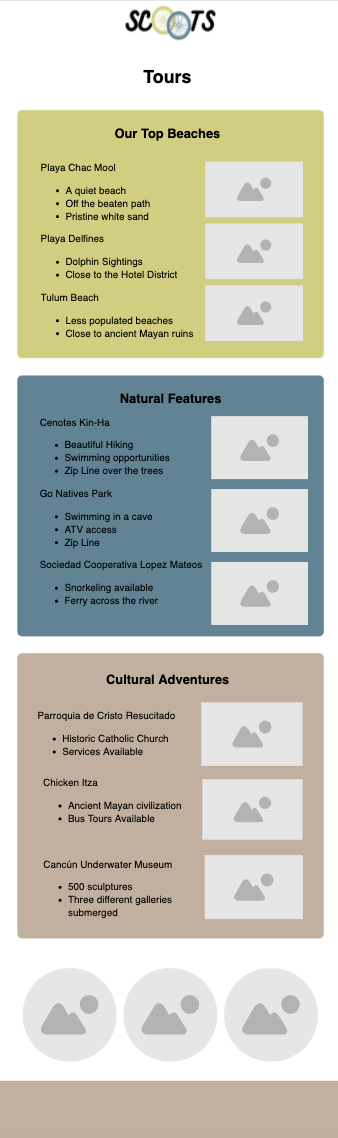 SCOOTS
Tours
Our Top Beaches
Playa Chac Mool
• A quiet beach
• Off the beaten path
• Pristine white sand
Playa Delfines
• Dolphin Sightings
• Close to the Hotel District
Tulum Beach
• Less populated beaches
• Close to ancient Mayan ruins
Natural Features
Cenotes Kin-Ha
• Beautiful Hiking
• Swimming opportunities
• Zip Line over the trees
Go Natives Park
• Swimming in a cave
• ATV access
• Zip Line
Sociedad Cooperativa Lopez Mateos
• Snorkeling available
• Ferry across the river
Cultural Adventures
Parroquia de Cristo Resucitado
• Historic Catholic Church
• Services Available
Chicken Itza
• Ancient Mayan civilization
• Bus Tours Available
Cancún Underwater Museum
• 500 sculptures
• Three different galleries
submerged